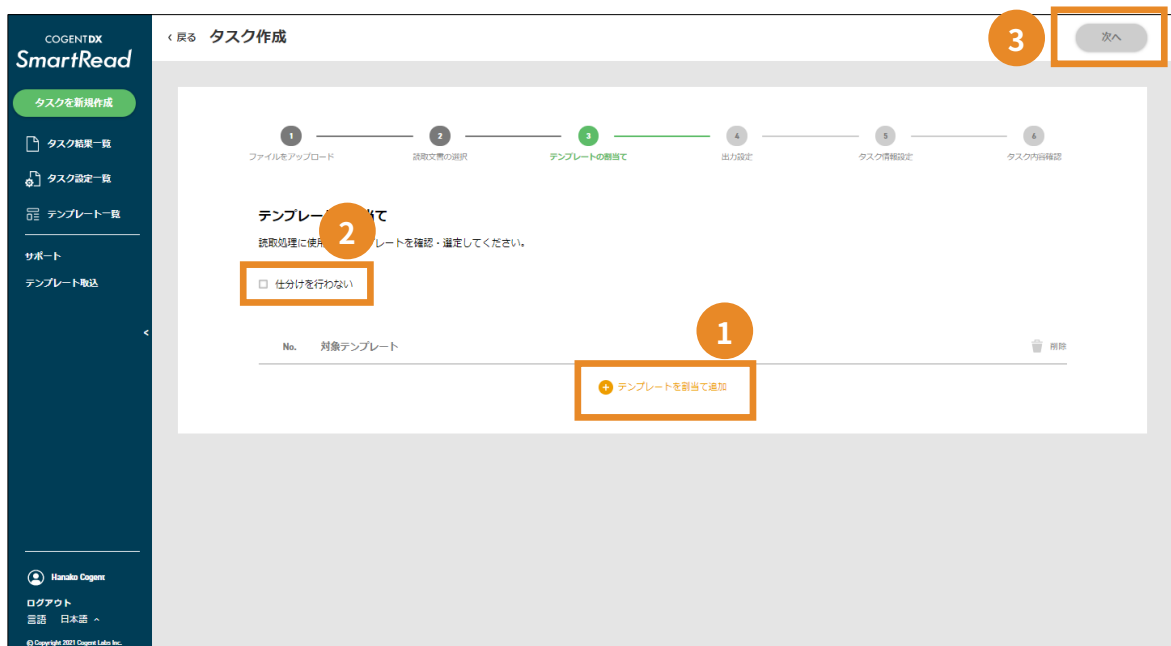 COGENT DX
SmartRead
タスクを新規作成
タスク結果一覧
タスク設定一覧
テンプレート一覧
サポート
テンプレート取込
<
Hanako Cogent
ログアウト
言語 日本語
© Copyright 2021 Cogent Labs Inc.
‹ 戻る タスク作成
3
次へ
1 2 3 4 5 6
ファイルをアップロード 読取文書の選択 テンプレートの割当て 出力設定 タスク情報設定 タスク内容確認
テンプレー 当て
2
読取処理に使 レートを確認・選定してください。
仕分けを行わない
1
No. 対象テンプレート 削除
テンプレートを割当て追加